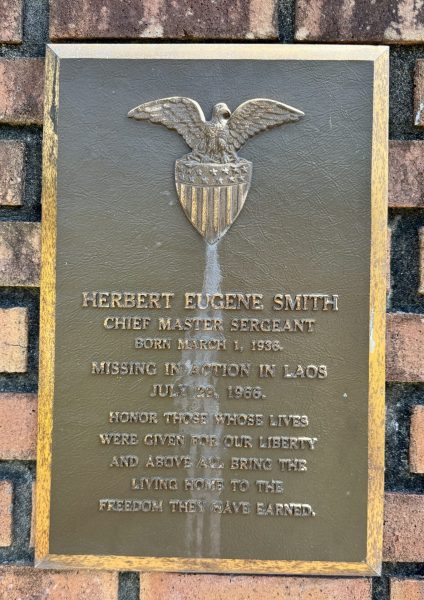 HERBERT EUGENE SMITH
CHIEF MASTER SERGEANT
BORN MARCH 1, 1936.
MISSING IN ACTION IN LAOS
JULY 29, 1966.
HONOR THOSE WHOSE LIVES
WERE GIVEN FOR OUR LIBERTY
AND ABOVE ALL BRING THE
LIVING HOME TO THE
FREEDOM THEY HAVE EARNED.